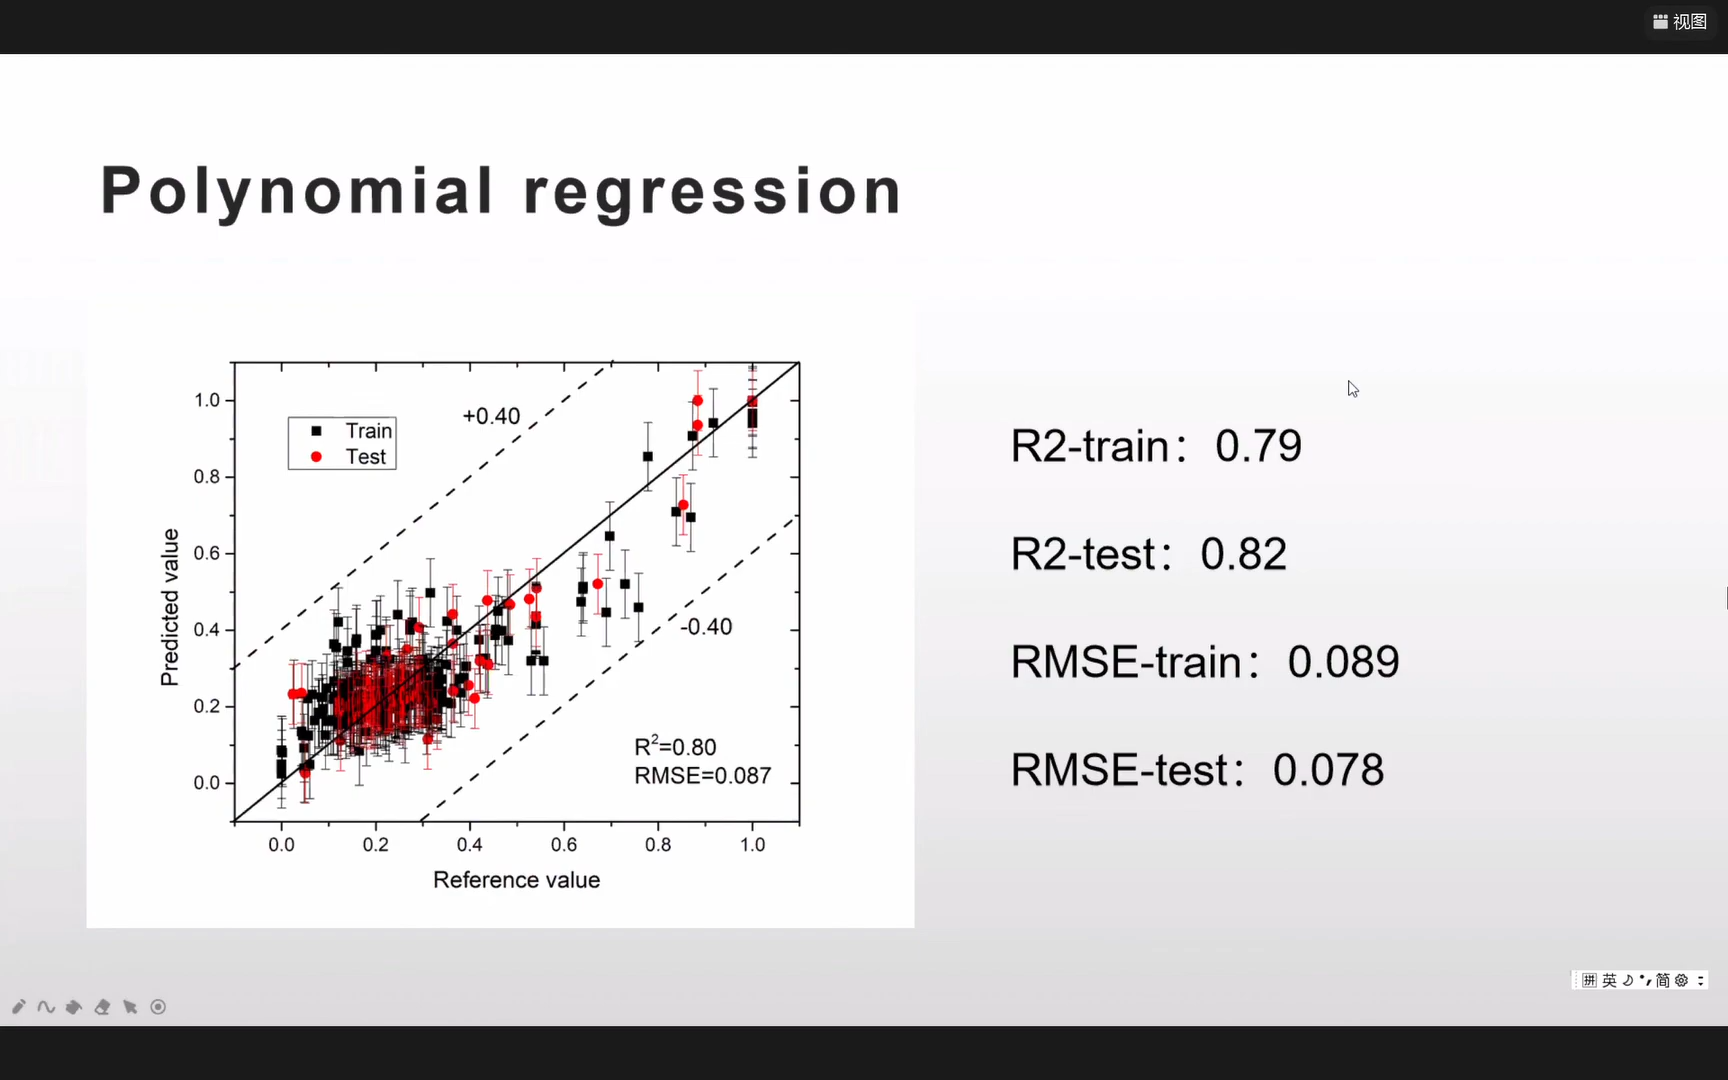 视图
Polynomial regression
+0.40
Train
Test
-0.40
R²=0.80
RMSE=0.087
1.0
0.8
0.6
0.4
0.2
0.0
Predicted value
0.0 0.2 0.4 0.6 0.8 1.0
Reference value
R2-train：0.79
R2-test：0.82
RMSE-train：0.089
RMSE-test：0.078
拼 英 简